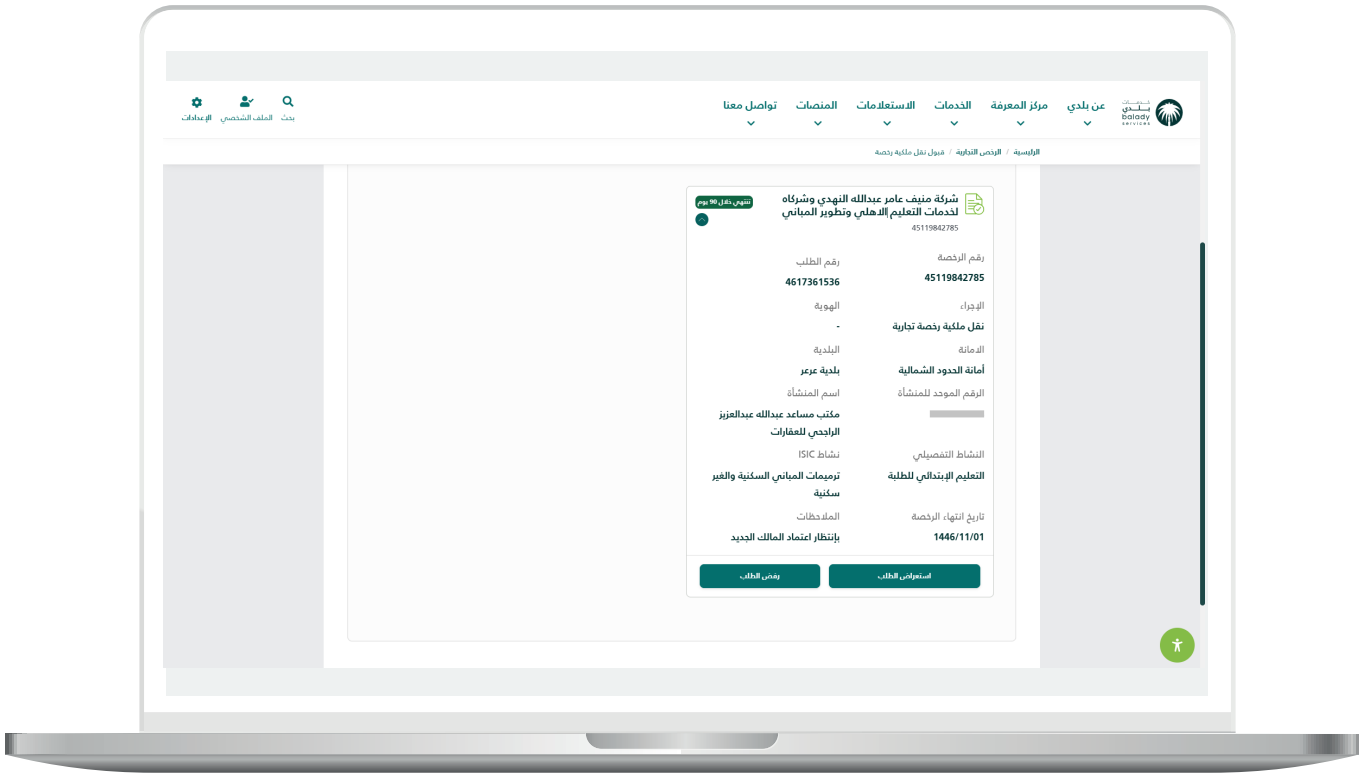 خدمات
بلدي
balady
services
عن بلدي
مركز المعرفة
الخدمات
الاستعلامات
المنصات
تواصل معنا
بحث
الملف الشخصي
الإعدادات
الرئيسية / الرخص التجارية / قبول نقل ملكية رخصة
شركة منيف عامر عبدالله النهدي وشركاه
لخدمات التعليم الاهلي وتطوير المباني
45119842785
تنتهي خلال 90 يوم
رقم الرخصة
45119842785
رقم الطلب
4617361536
الإجراء
نقل ملكية رخصة تجارية
الهوية
-
الامانة
أمانة الحدود الشمالية
البلدية
بلدية عرعر
الرقم الموحد للمنشأة
اسم المنشأة
مكتب مساعد عبدالله عبدالعزيز
الراجحي للعقارات
النشاط التفصيلي
التعليم الإبتدائي للطلبة
نشاط ISIC
ترميمات المباني السكنية والغير
سكنية
تاريخ انتهاء الرخصة
1446/11/01
الملاحظات
بإنتظار اعتماد المالك الجديد
استعراض الطلب
رفض الطلب